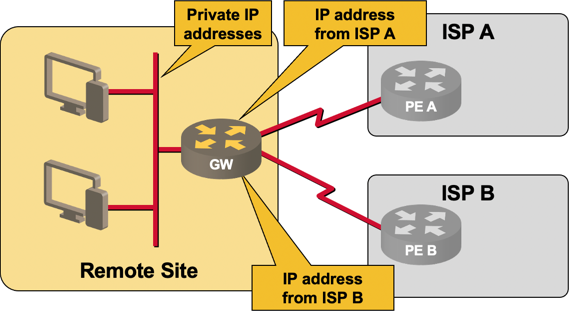 Private IP
addresses
IP address
from ISP A
ISP A
PE A
GW
ISP B
PE B
Remote Site
IP address
from ISP B